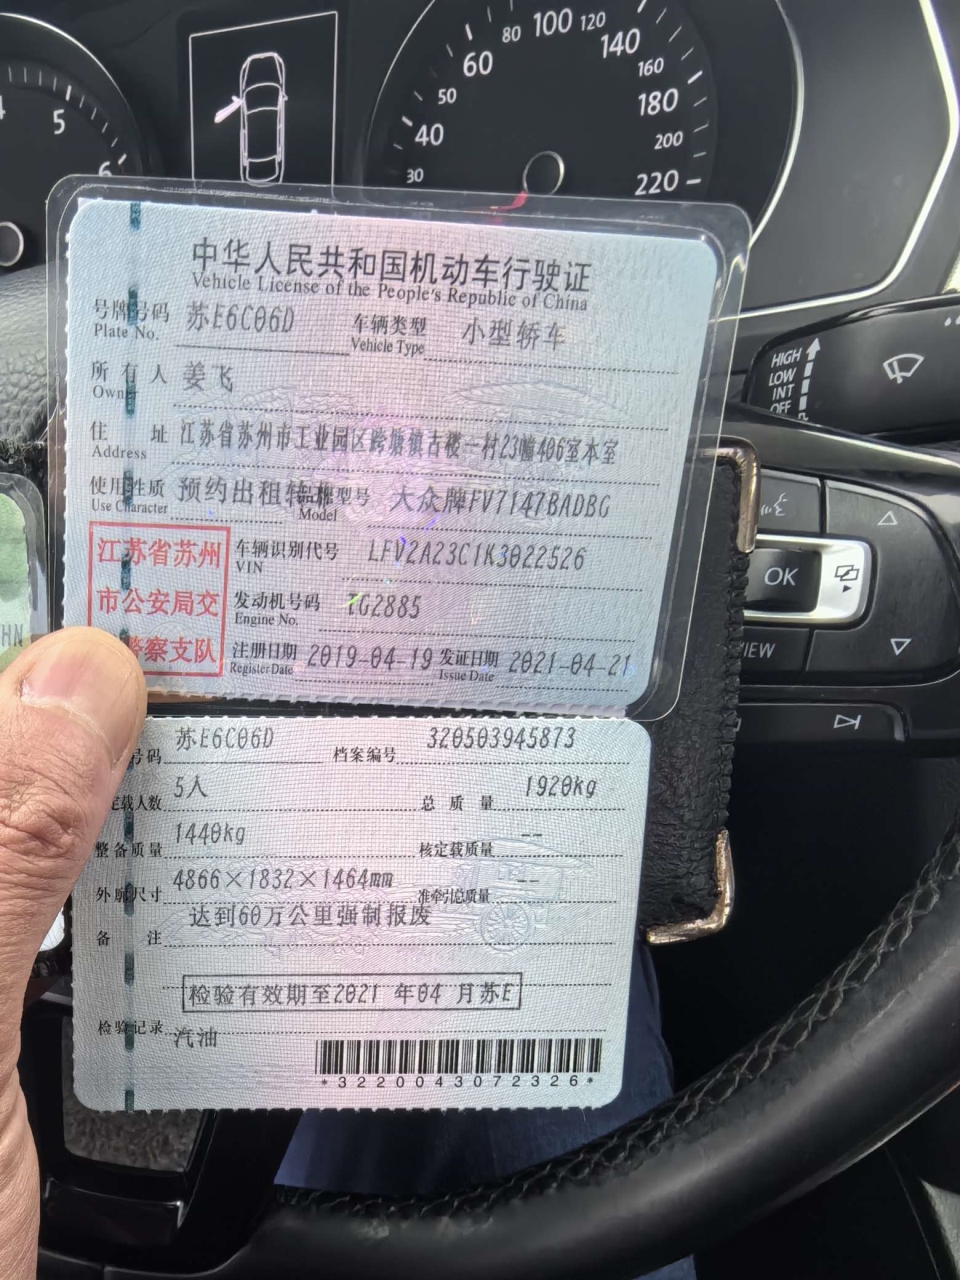 80 100 120
60 140
50 160
40 180
30 200
220
5
6
中华人民共和国机动车行驶证
Vehicle License of the People's Republic of China
号牌号码 苏E6C06D 车辆类型 小型轿车
Plate No. Vehicle Type
所有人 姜飞
Owner
住址 江苏省苏州市工业园区跨塘镇古楼一村23幢406室本室
Address
使用性质 预约出租 型号 大众牌FV7147BADBG
Use Character Model
江苏省苏州
市公安局交
警察支队
车辆识别代号 LFV2A23C1K3022526
VIN
发动机号码 TG2885
Engine No.
注册日期 2019-04-19 发证日期 2021-04-21
Register Date Issue Date
号码 苏E6C06D 档案编号 320503945873
定载人数 5人 总质量 1920kg
整备质量 1440kg 核定载质量 --
外廓尺寸 4866×1832×1464mm 准牵引总质量 --
备注 达到60万公里强制报废
检验有效期至2021年04月苏E
检验记录 汽油
*3220043072326*
HIGH
LOW
INT
OFF
OK
VIEW
HN